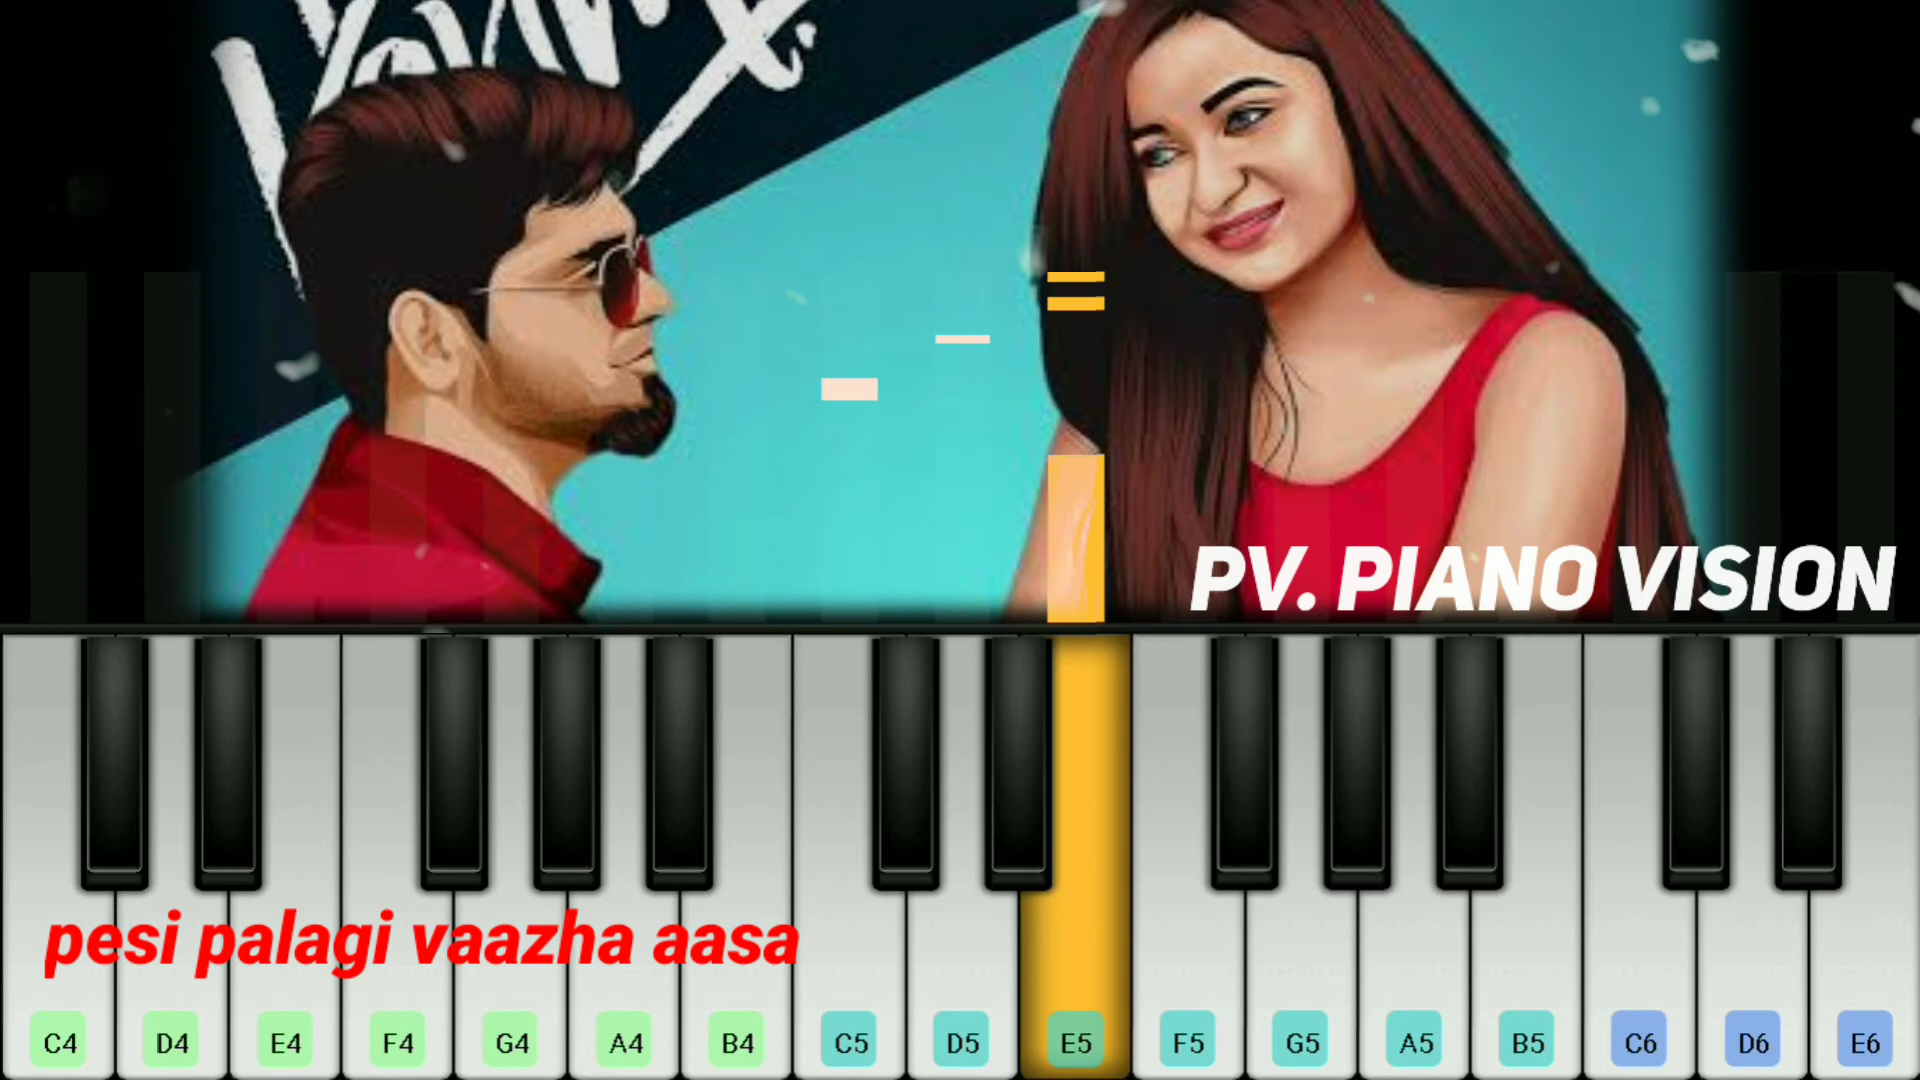 PV. PIANO VISION
pesi palagi vaazha aasa
C4 D4 E4 F4 G4 A4 B4 C5 D5 E5 F5 G5 A5 B5 C6 D6 E6